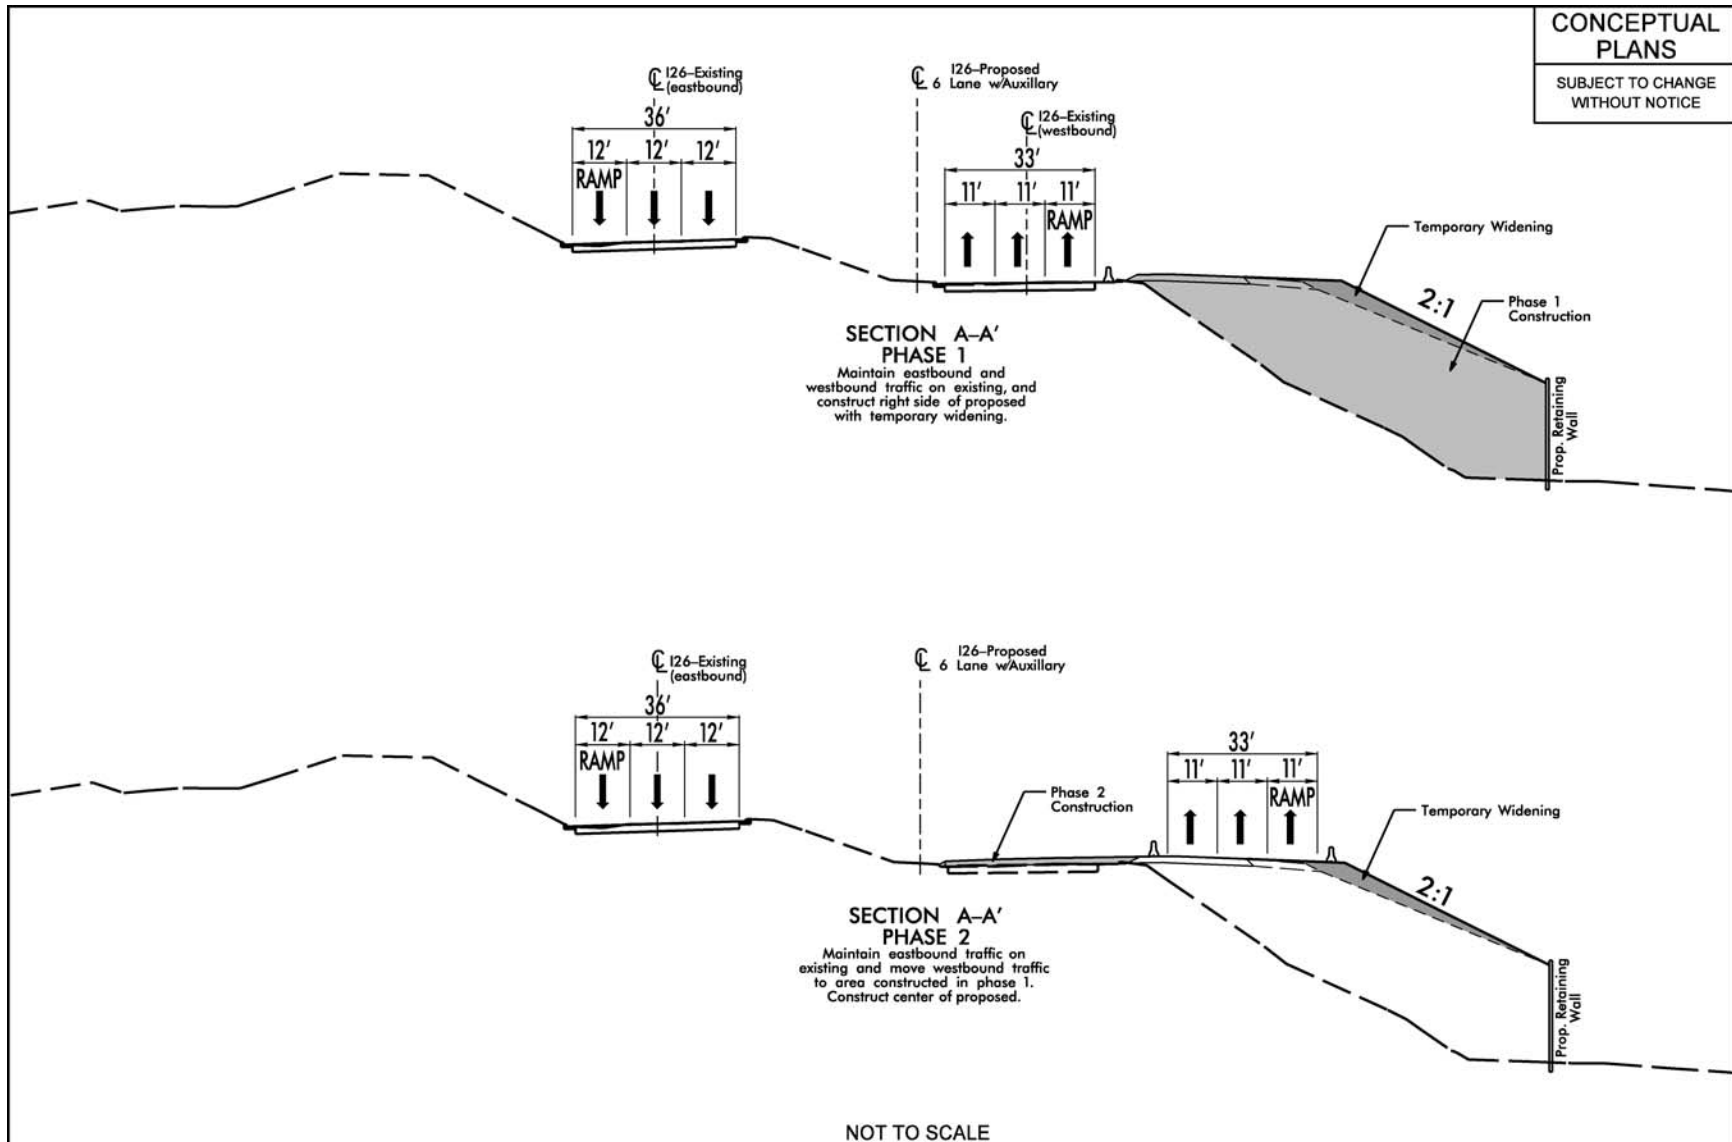 CONCEPTUAL
PLANS
SUBJECT TO CHANGE
WITHOUT NOTICE
℄ I26–Existing
(eastbound)
36'
12' 12' 12'
RAMP
℄ I26–Proposed
6 Lane w/Auxillary
℄ I26–Existing
(westbound)
33'
11' 11' 11'
RAMP
Temporary Widening
2:1
Phase 1
Construction
Prop. Retaining
Wall
SECTION A–A'
PHASE 1
Maintain eastbound and
westbound traffic on existing, and
construct right side of proposed
with temporary widening.
℄ I26–Existing
(eastbound)
36'
12' 12' 12'
RAMP
℄ I26–Proposed
6 Lane w/Auxillary
Phase 2
Construction
33'
11' 11' 11'
RAMP
Temporary Widening
2:1
Prop. Retaining
Wall
SECTION A–A'
PHASE 2
Maintain eastbound traffic on
existing and move westbound traffic
to area constructed in phase 1.
Construct center of proposed.
NOT TO SCALE